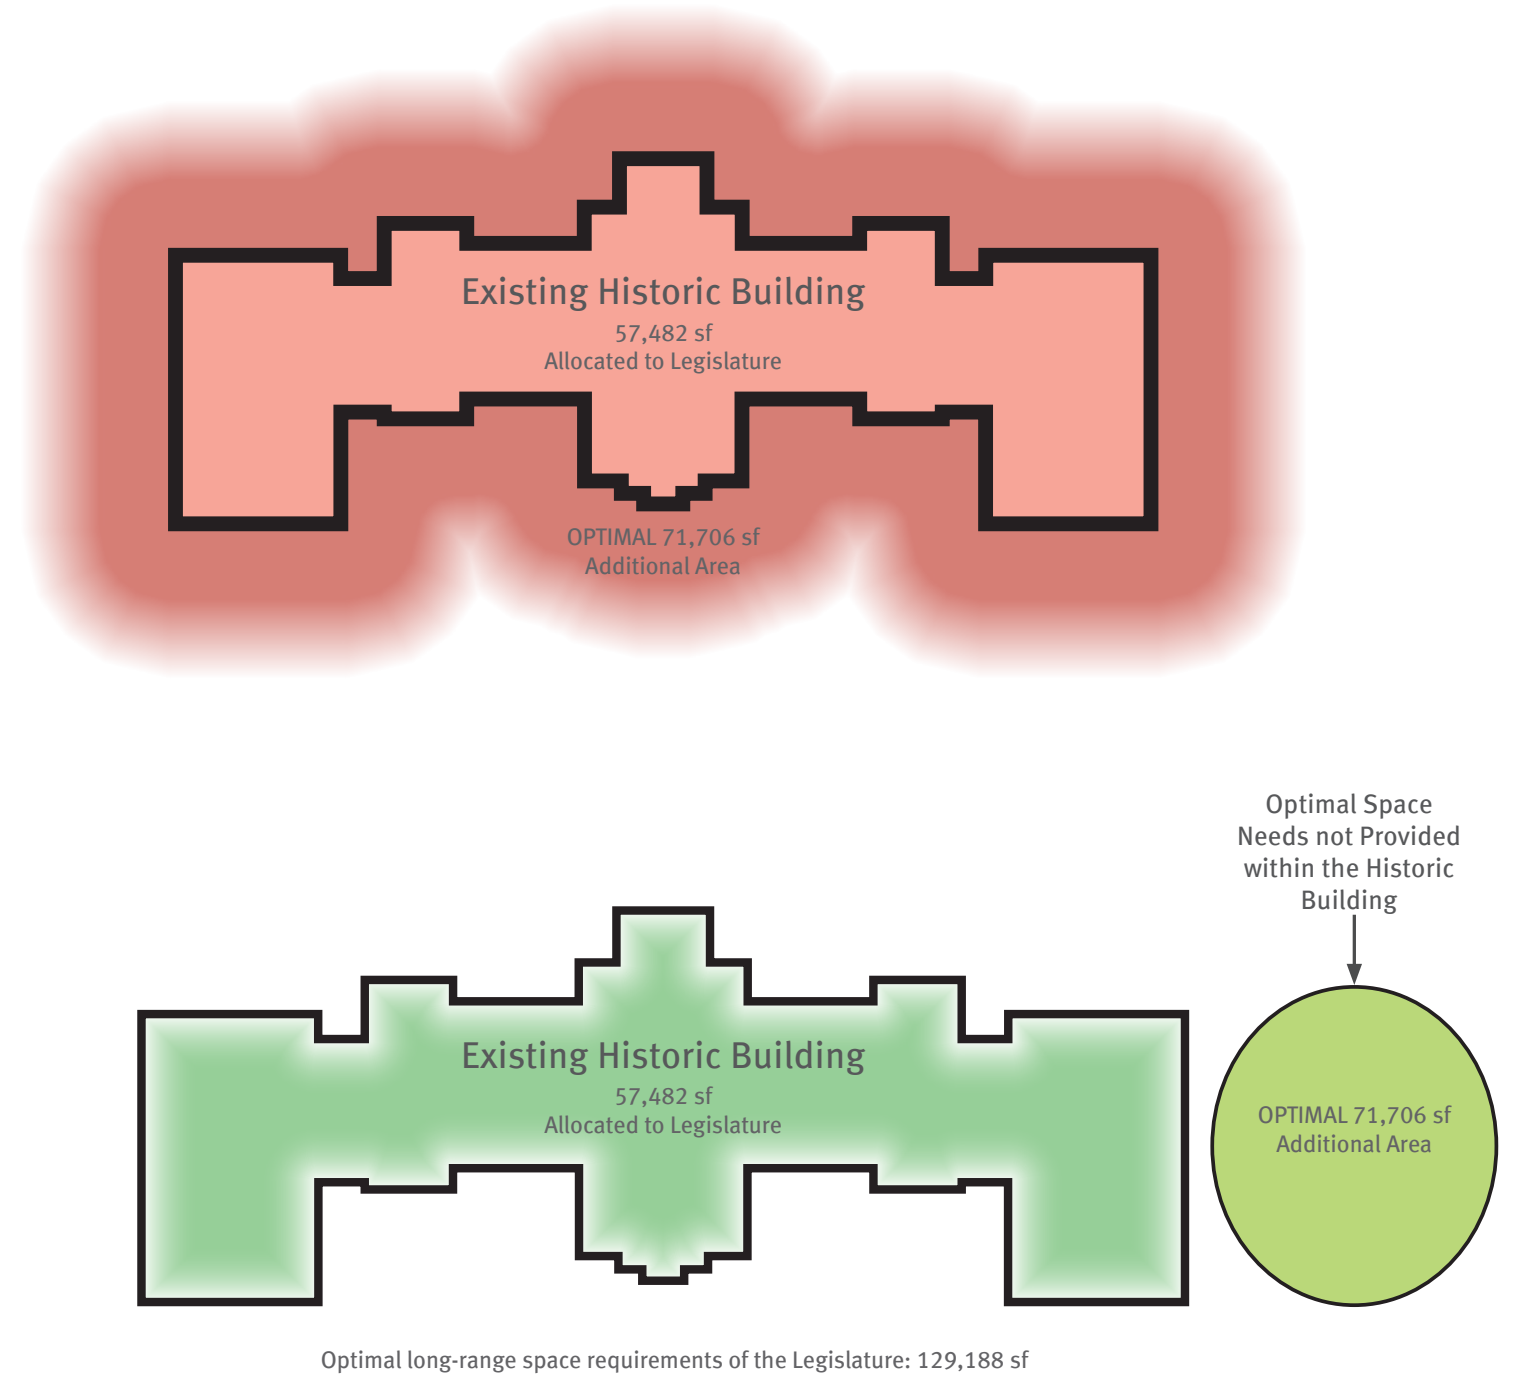 Existing Historic Building
57,482 sf
Allocated to Legislature
OPTIMAL 71,706 sf
Additional Area
Optimal Space
Needs not Provided
within the Historic
Building
Existing Historic Building
57,482 sf
Allocated to Legislature
OPTIMAL 71,706 sf
Additional Area
Optimal long-range space requirements of the Legislature: 129,188 sf